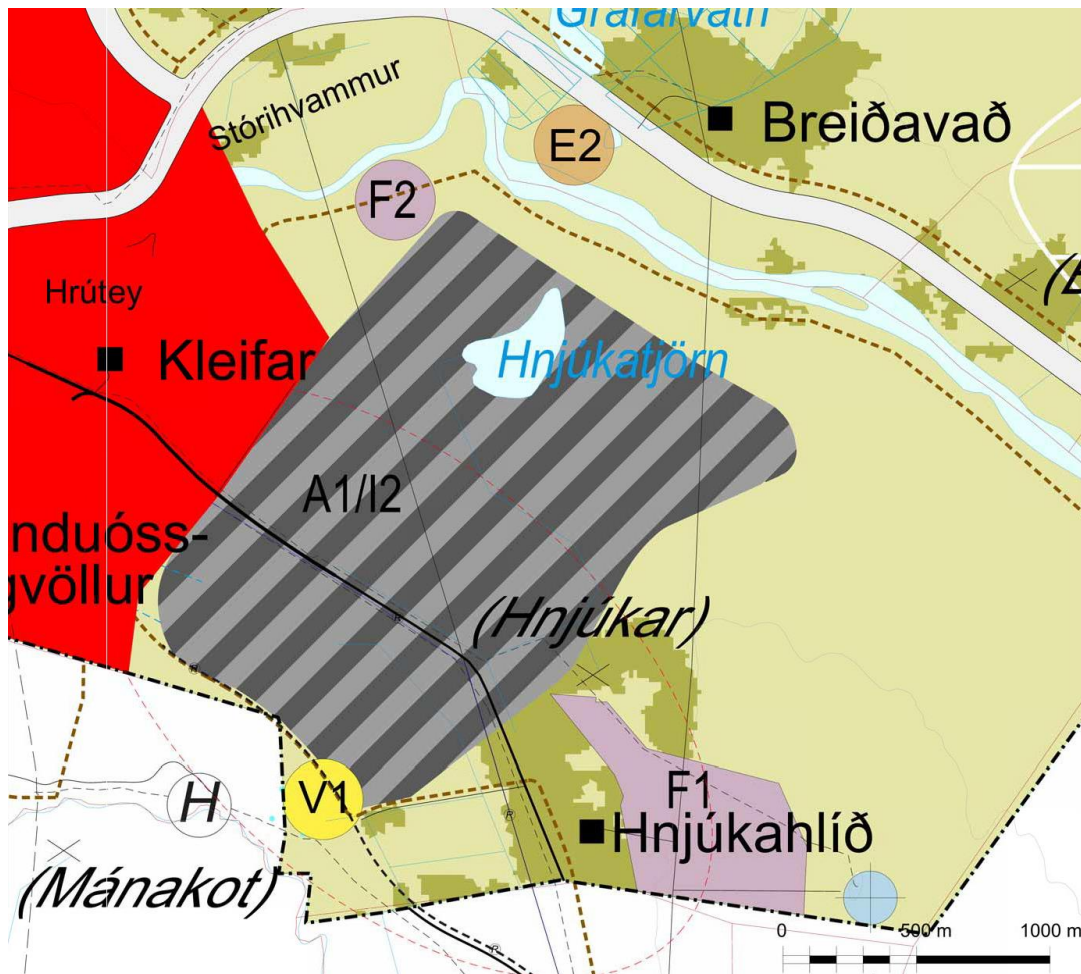 Grafarvatn
Stórihvammur
Breiðavað
E2
F2
Hrútey
Kleifar
Hnjúkatjörn
A1/I2
nduóss-
gvöllur
(Hnjúkar)
V1
H
F1
Hnjúkahlíð
(Mánakot)
0 500 m 1000 m